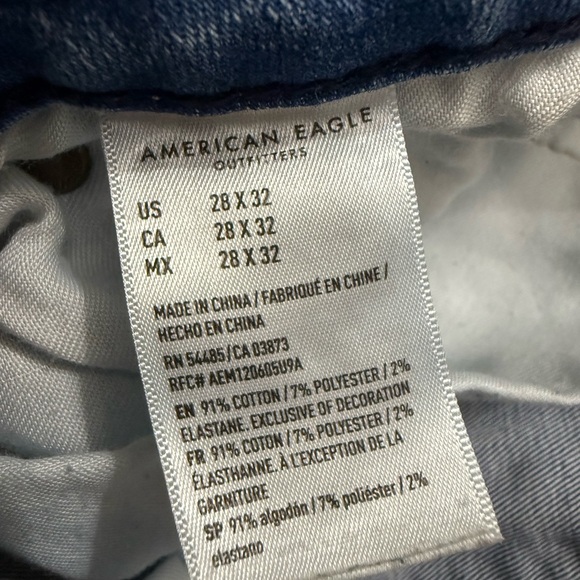 AMERICAN EAGLE
OUTFITTERS
US 28 X 32
CA 28 X 32
MX 28 X 32
MADE IN CHINA / FABRIQUÉ EN CHINE /
HECHO EN CHINA
RN 54485 / CA 03873
RFC# AEM120605U9A
EN 91% COTTON / 7% POLYESTER / 2%
ELASTANE. EXCLUSIVE OF DECORATION
FR 91% COTON / 7% POLYESTER / 2%
ÉLASTHANNE. À L'EXCEPTION DE LA
GARNITURE
SP 91% algodón / 7% poliéster / 2%
elastano